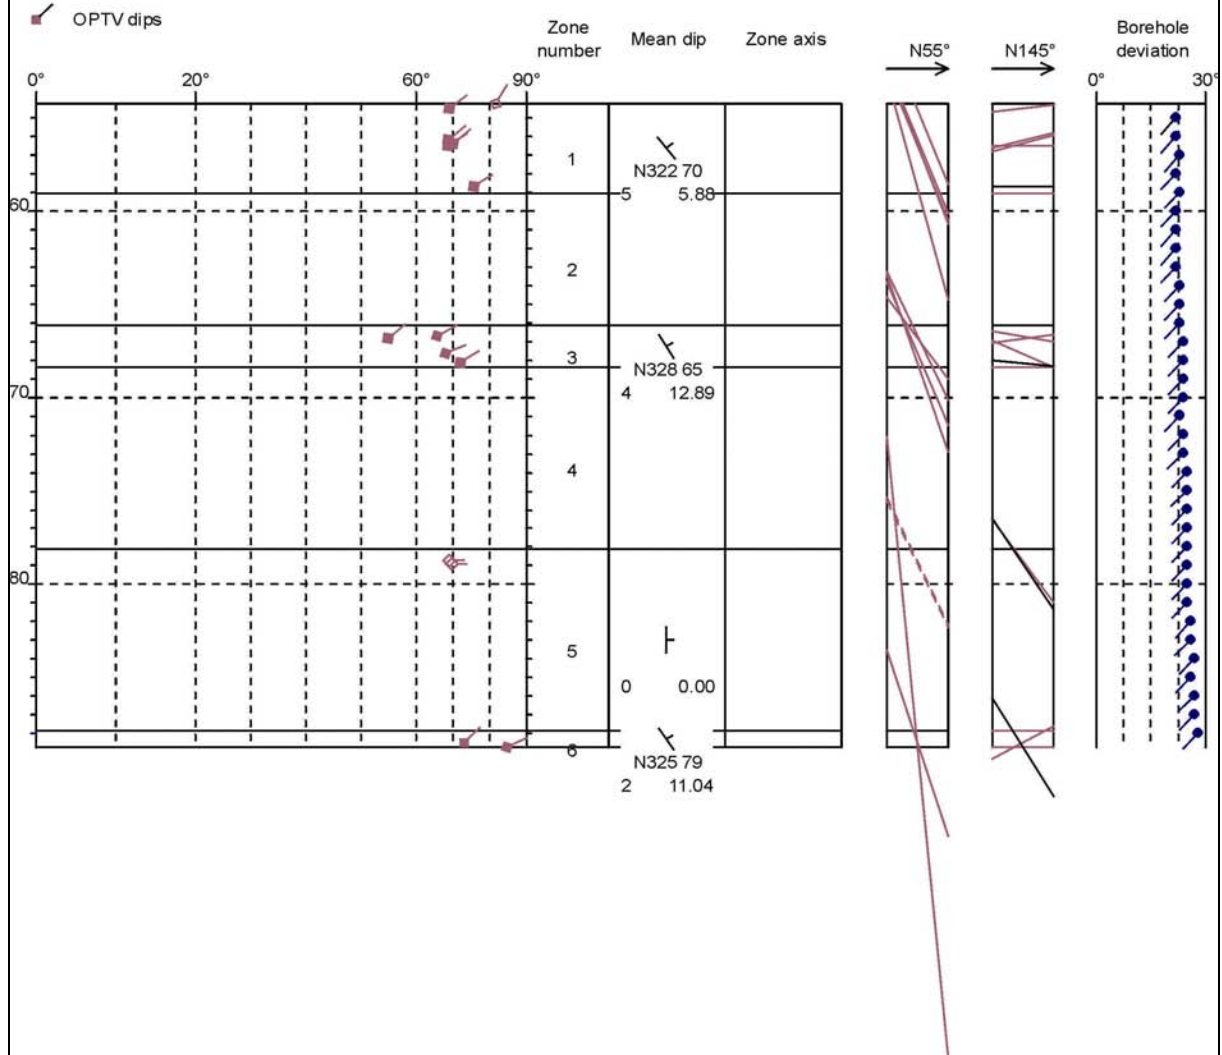 OPTV dips
Zone number
Mean dip
Zone axis
N55°
N145°
Borehole deviation
0° 20° 60° 90°
0° 30°
1
N322 70
5 5.88
60
2
3
N328 65
4 12.89
70
4
80
5
0 0.00
6
N325 79
2 11.04